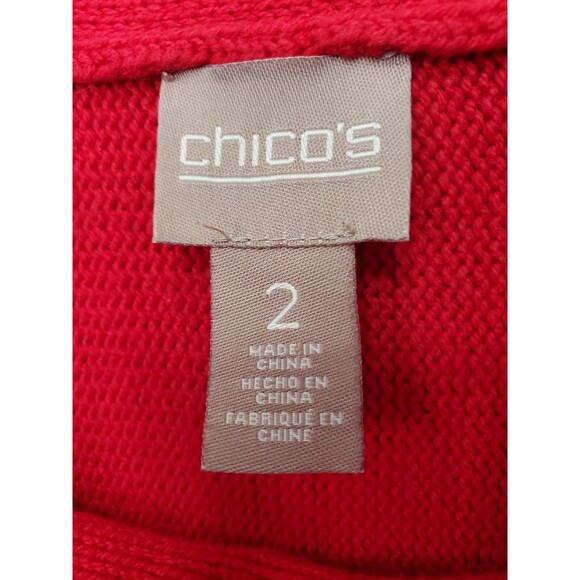 chico's
2
MADE IN
CHINA
HECHO EN
CHINA
FABRIQUÉ EN
CHINE